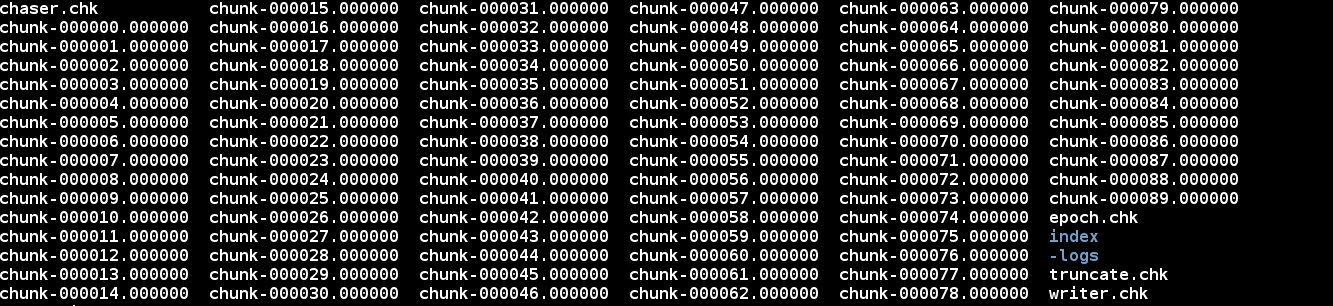 chaser.chk chunk-000015.000000 chunk-000031.000000 chunk-000047.000000 chunk-000063.000000 chunk-000079.000000
chunk-000000.000000 chunk-000016.000000 chunk-000032.000000 chunk-000048.000000 chunk-000064.000000 chunk-000080.000000
chunk-000001.000000 chunk-000017.000000 chunk-000033.000000 chunk-000049.000000 chunk-000065.000000 chunk-000081.000000
chunk-000002.000000 chunk-000018.000000 chunk-000034.000000 chunk-000050.000000 chunk-000066.000000 chunk-000082.000000
chunk-000003.000000 chunk-000019.000000 chunk-000035.000000 chunk-000051.000000 chunk-000067.000000 chunk-000083.000000
chunk-000004.000000 chunk-000020.000000 chunk-000036.000000 chunk-000052.000000 chunk-000068.000000 chunk-000084.000000
chunk-000005.000000 chunk-000021.000000 chunk-000037.000000 chunk-000053.000000 chunk-000069.000000 chunk-000085.000000
chunk-000006.000000 chunk-000022.000000 chunk-000038.000000 chunk-000054.000000 chunk-000070.000000 chunk-000086.000000
chunk-000007.000000 chunk-000023.000000 chunk-000039.000000 chunk-000055.000000 chunk-000071.000000 chunk-000087.000000
chunk-000008.000000 chunk-000024.000000 chunk-000040.000000 chunk-000056.000000 chunk-000072.000000 chunk-000088.000000
chunk-000009.000000 chunk-000025.000000 chunk-000041.000000 chunk-000057.000000 chunk-000073.000000 chunk-000089.000000
chunk-000010.000000 chunk-000026.000000 chunk-000042.000000 chunk-000058.000000 chunk-000074.000000 epoch.chk
chunk-000011.000000 chunk-000027.000000 chunk-000043.000000 chunk-000059.000000 chunk-000075.000000 index
chunk-000012.000000 chunk-000028.000000 chunk-000044.000000 chunk-000060.000000 chunk-000076.000000 -logs
chunk-000013.000000 chunk-000029.000000 chunk-000045.000000 chunk-000061.000000 chunk-000077.000000 truncate.chk
chunk-000014.000000 chunk-000030.000000 chunk-000046.000000 chunk-000062.000000 chunk-000078.000000 writer.chk